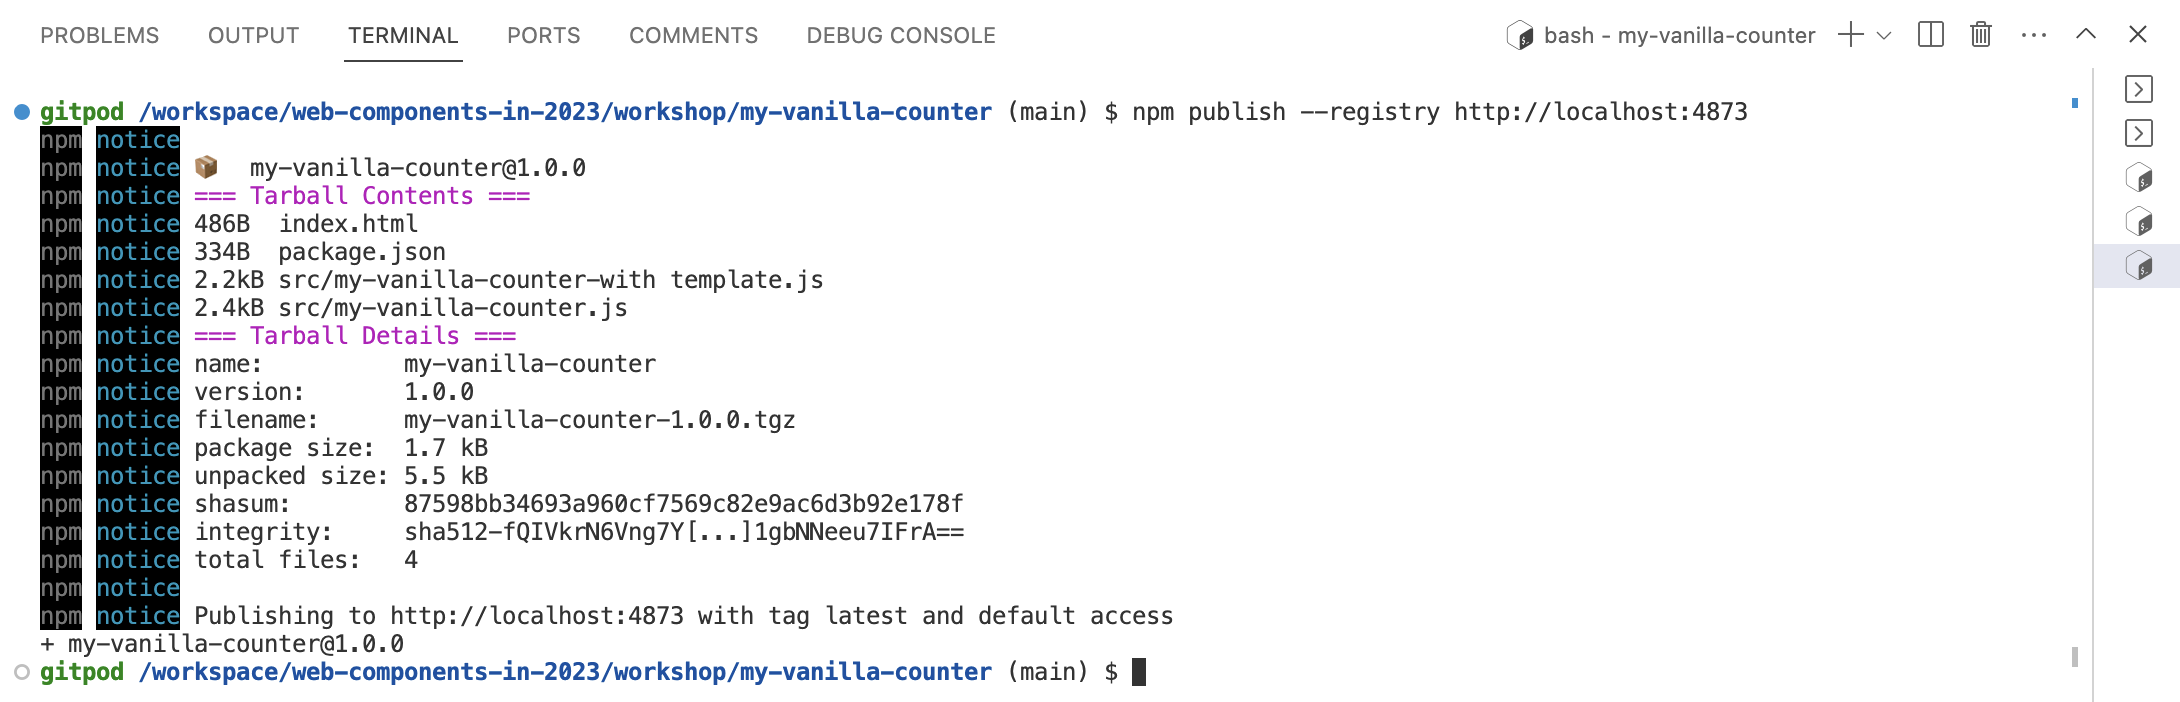 PROBLEMS OUTPUT TERMINAL PORTS COMMENTS DEBUG CONSOLE bash - my-vanilla-counter
gitpod /workspace/web-components-in-2023/workshop/my-vanilla-counter (main) $ npm publish --registry http://localhost:4873
npm notice
npm notice 📦  my-vanilla-counter@1.0.0
npm notice === Tarball Contents ===
npm notice 486B  index.html
npm notice 334B  package.json
npm notice 2.2kB src/my-vanilla-counter-with template.js
npm notice 2.4kB src/my-vanilla-counter.js
npm notice === Tarball Details ===
npm notice name:          my-vanilla-counter
npm notice version:       1.0.0
npm notice filename:      my-vanilla-counter-1.0.0.tgz
npm notice package size:  1.7 kB
npm notice unpacked size: 5.5 kB
npm notice shasum:        87598bb34693a960cf7569c82e9ac6d3b92e178f
npm notice integrity:     sha512-fQIVkrN6Vng7Y[...]1gbNNeeu7IFrA==
npm notice total files:   4
npm notice
npm notice Publishing to http://localhost:4873 with tag latest and default access
+ my-vanilla-counter@1.0.0
gitpod /workspace/web-components-in-2023/workshop/my-vanilla-counter (main) $